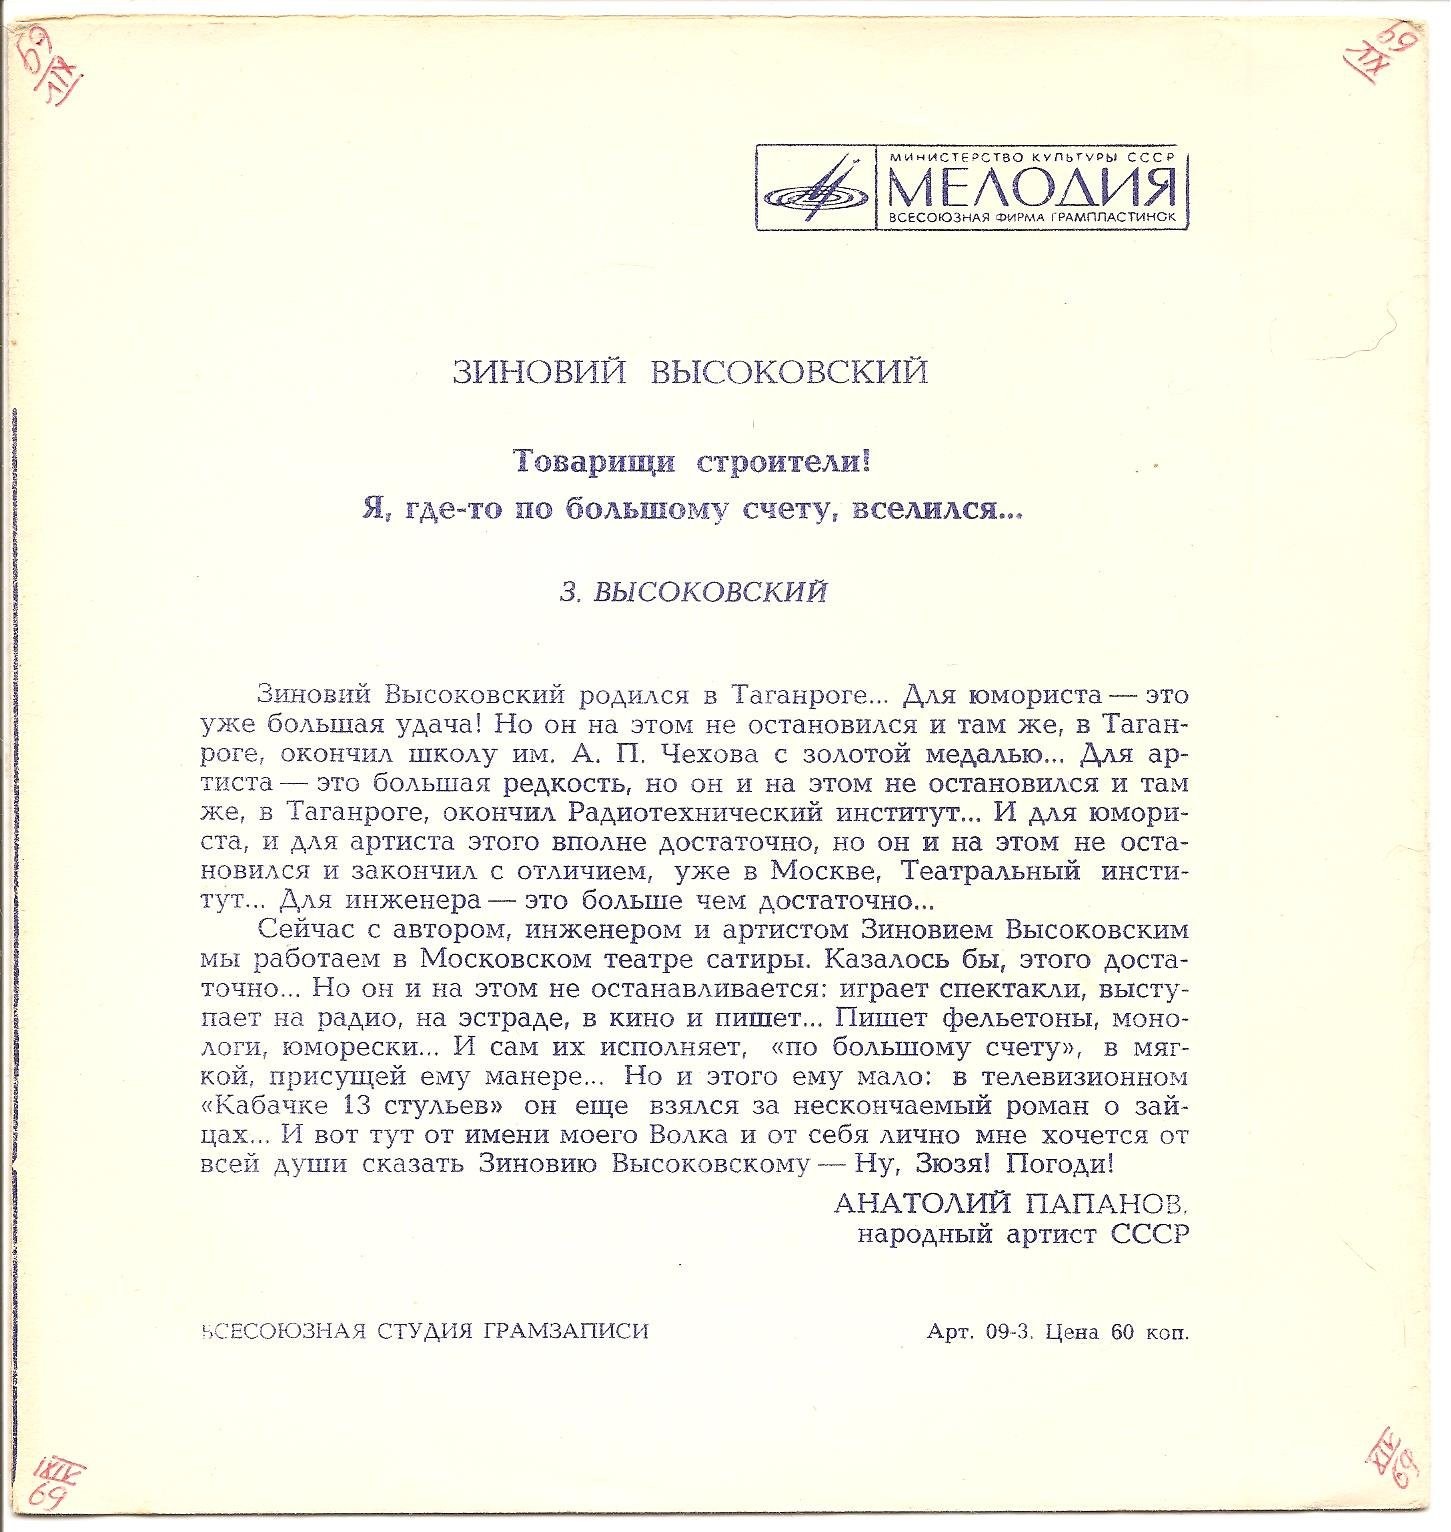 69
XIV
69
XIV
МИНИСТЕРСТВО КУЛЬТУРЫ СССР
МЕЛОДИЯ
ВСЕСОЮЗНАЯ ФИРМА ГРАМПЛАСТИНОК
ЗИНОВИЙ ВЫСОКОВСКИЙ
Товарищи строители!
Я, где-то по большому счету, вселился...
З. ВЫСОКОВСКИЙ
Зиновий Высоковский родился в Таганроге... Для юмориста — это
уже большая удача! Но он на этом не остановился и там же, в Таган-
роге, окончил школу им. А. П. Чехова с золотой медалью... Для ар-
тиста — это большая редкость, но он и на этом не остановился и там
же, в Таганроге, окончил Радиотехнический институт... И для юмори-
ста, и для артиста этого вполне достаточно, но он и на этом не оста-
новился и закончил с отличием, уже в Москве, Театральный инсти-
тут... Для инженера — это больше чем достаточно...
Сейчас с автором, инженером и артистом Зиновием Высоковским
мы работаем в Московском театре сатиры. Казалось бы, этого доста-
точно... Но он и на этом не останавливается: играет спектакли, высту-
пает на радио, на эстраде, в кино и пишет... Пишет фельетоны, моно-
логи, юморески... И сам их исполняет, «по большому счету», в мяг-
кой, присущей ему манере... Но и этого ему мало: в телевизионном
«Кабачке 13 стульев» он еще взялся за нескончаемый роман о зай-
цах... И вот тут от имени моего Волка и от себя лично мне хочется от
всей души сказать Зиновию Высоковскому — Ну, Зюзя! Погоди!
АНАТОЛИЙ ПАПАНОВ,
народный артист СССР
ВСЕСОЮЗНАЯ СТУДИЯ ГРАМЗАПИСИ
Арт. 09-3. Цена 60 коп.
69
69